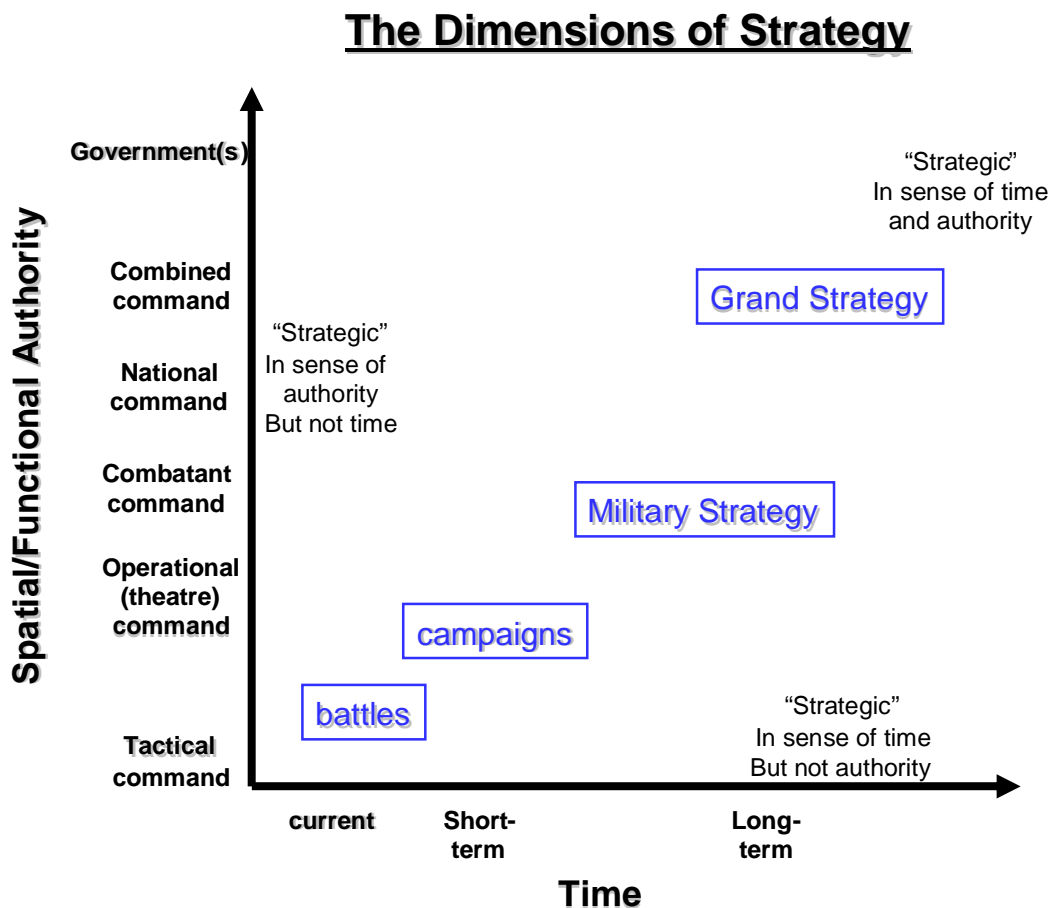 The Dimensions of Strategy
Spatial/Functional Authority
Government(s)
Combined
command
National
command
Combatant
command
Operational
(theatre)
command
Tactical
command
“Strategic”
In sense of time
and authority
Grand Strategy
“Strategic”
In sense of
authority
But not time
Military Strategy
campaigns
battles
“Strategic”
In sense of time
But not authority
current
Short-
term
Long-
term
Time